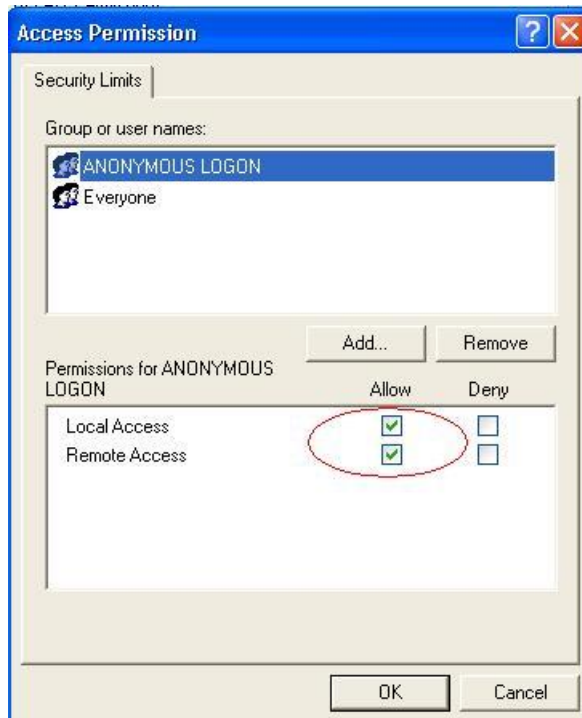 Access Permission
Security Limits
Group or user names:
ANONYMOUS LOGON
Everyone
Add...
Remove
Permissions for ANONYMOUS
LOGON
Allow
Deny
Local Access
Remote Access
OK
Cancel